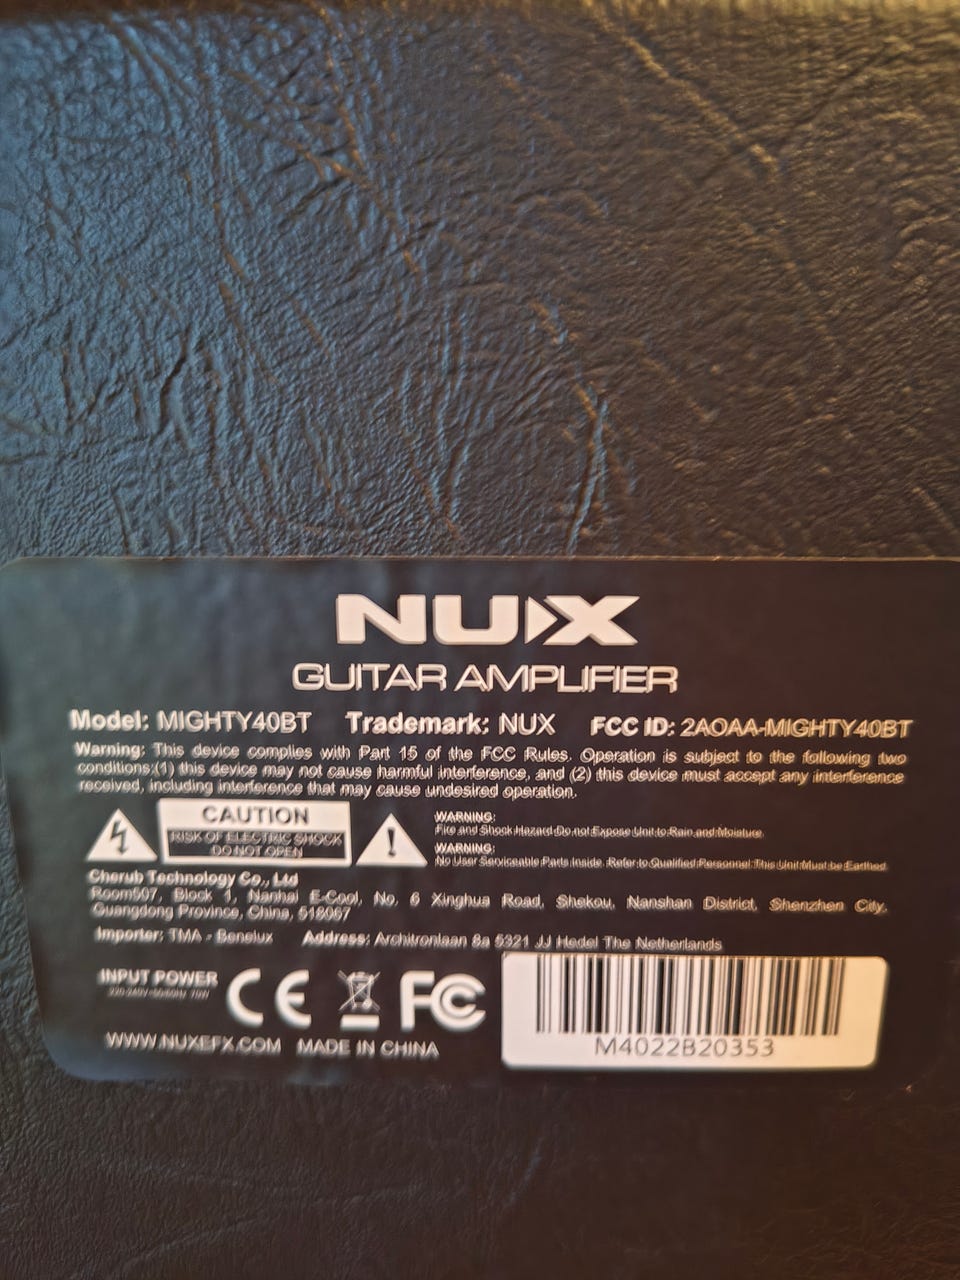 NUX
GUITAR AMPLIFIER
Model: MIGHTY40BT Trademark: NUX FCC ID: 2AOAA-MIGHTY40BT
Warning: This device complies with Part 15 of the FCC Rules. Operation is subject to the following two
conditions:(1) this device may not cause harmful interference, and (2) this device must accept any interference
received, including interference that may cause undesired operation.
CAUTION
RISK OF ELECTRIC SHOCK
DO NOT OPEN
WARNING:
Fire and Shock Hazard-Do not Expose Unit to Rain and Moisture.
WARNING:
No User Serviceable Parts Inside. Refer to Qualified Personnel. This Unit Must be Earthed.
Cherub Technology Co., Ltd
Room507, Block 1, Nanhai E-Cool, No, 6 Xinghua Road, Shekou, Nanshan District, Shenzhen City,
Guangdong Province, China, 518067
Importer: TMA - Benelux Address: Architronlaan 8a 5321 JJ Hedel The Netherlands
INPUT POWER
220-240V~50/60Hz 70W
CE FC
M4022B20353
WWW.NUXEFX.COM MADE IN CHINA